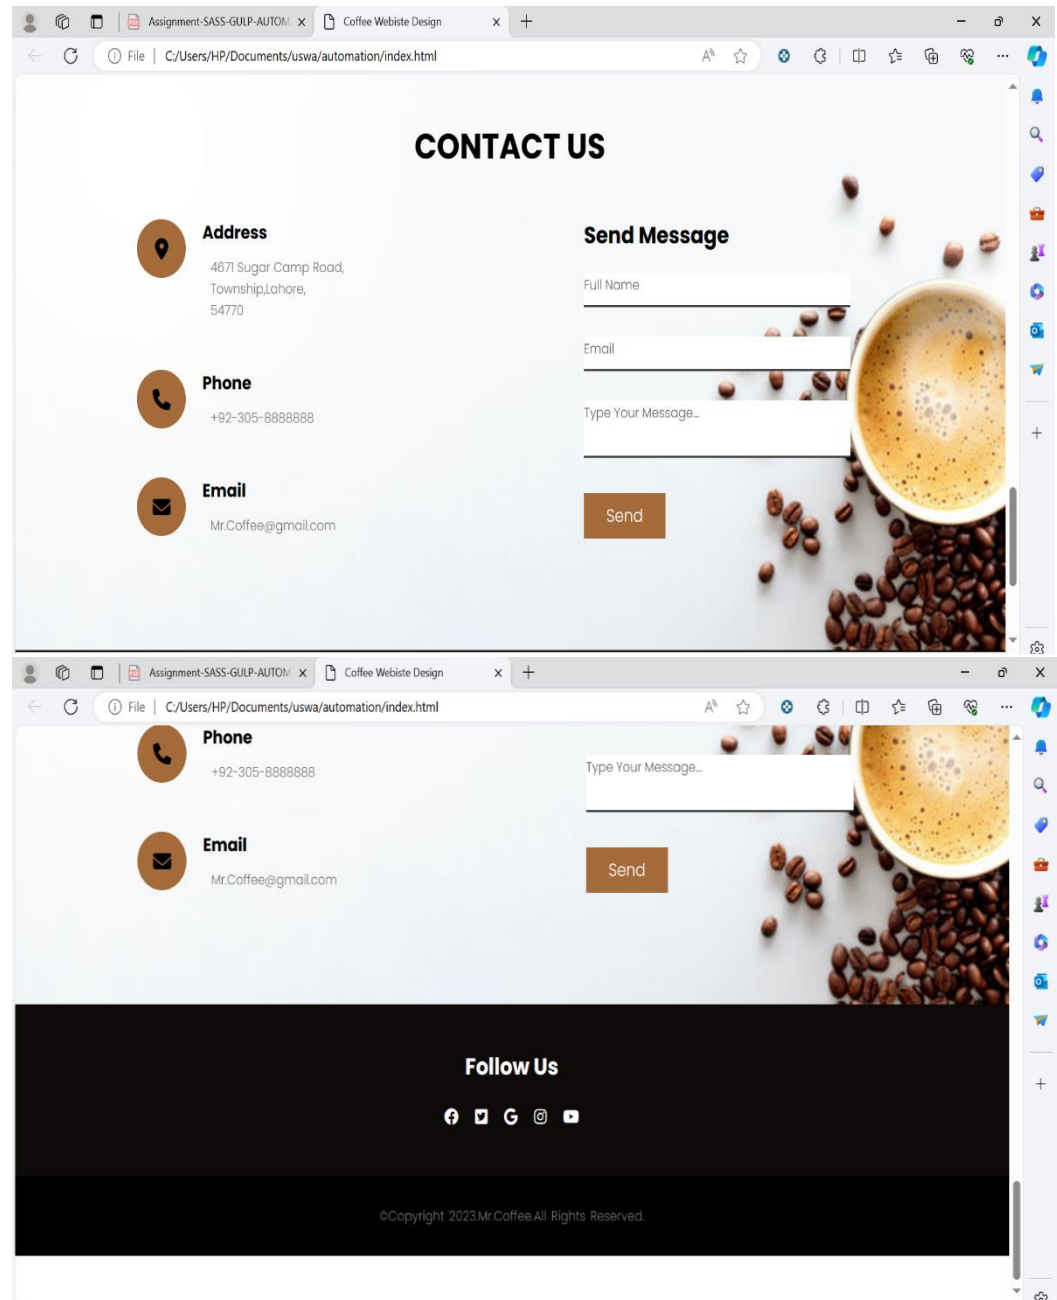 Assignment-SASS-GULP-AUTOM
Coffee Webiste Design
File | C:/Users/HP/Documents/uswa/automation/index.html
CONTACT US
Address
4671 Sugar Camp Road,
Township,Lahore,
54770
Phone
+92-305-8888888
Email
Mr.Coffee@gmail.com
Send Message
Full Name
Email
Type Your Message...
Send
Assignment-SASS-GULP-AUTOM
Coffee Webiste Design
File | C:/Users/HP/Documents/uswa/automation/index.html
Phone
+92-305-8888888
Email
Mr.Coffee@gmail.com
Type Your Message...
Send
Follow Us
©Copyright 2023.Mr.Coffee.All Rights Reserved.